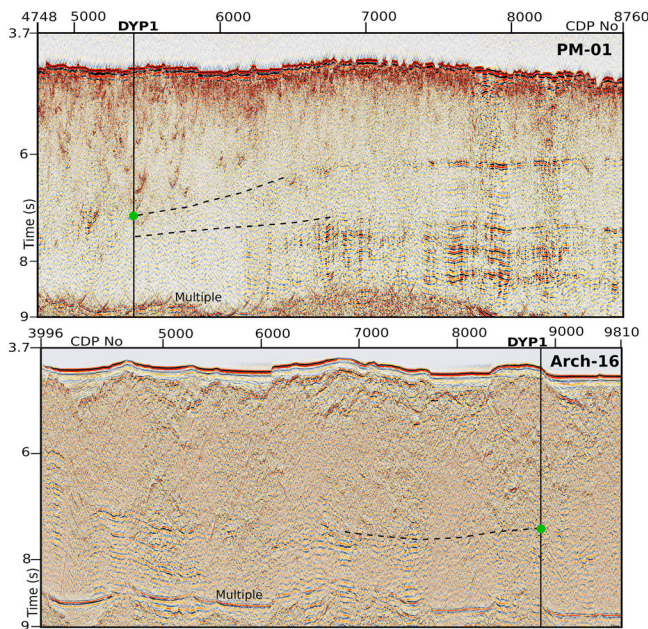 4748 5000 6000 7000 8000 8760
DYP1 CDP No
3.7
PM-01
6
Time (s)
8
Multiple
9
3996 CDP No 5000 6000 7000 8000 DYP1 9000 9810
3.7
Arch-16
6
8
Time (s)
Multiple
9